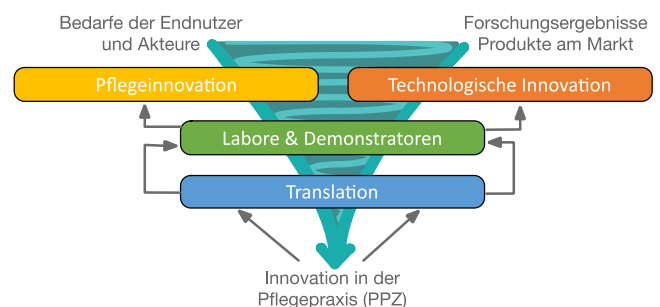 Bedarfe der Endnutzer
und Akteure
Forschungsergebnisse
Produkte am Markt
Pflegeinnovation
Technologische Innovation
Labore & Demonstratoren
Translation
Innovation in der
Pflegepraxis (PPZ)